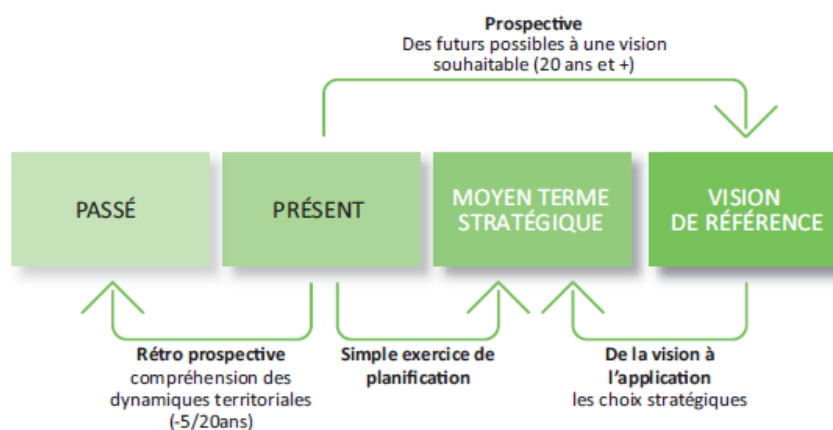 Prospective
Des futurs possibles à une vision
souhaitable (20 ans et +)
PASSÉ
PRÉSENT
MOYEN TERME
STRATÉGIQUE
VISION
DE RÉFÉRENCE
Rétro prospective
compréhension des
dynamiques territoriales
(-5/20ans)
Simple exercice de
planification
De la vision à
l'application
les choix stratégiques